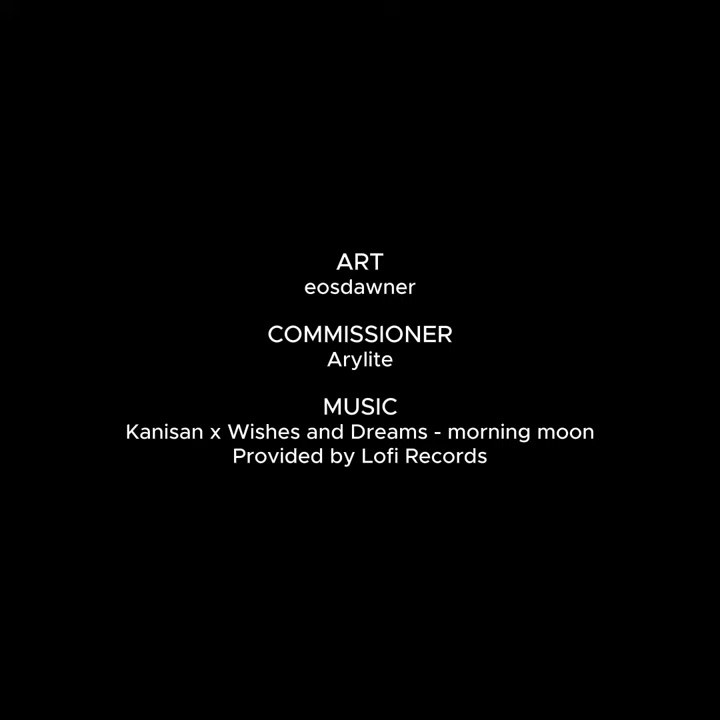 ART
eosdawner
COMMISSIONER
Arylite
MUSIC
Kanisan x Wishes and Dreams - morning moon
Provided by Lofi Records